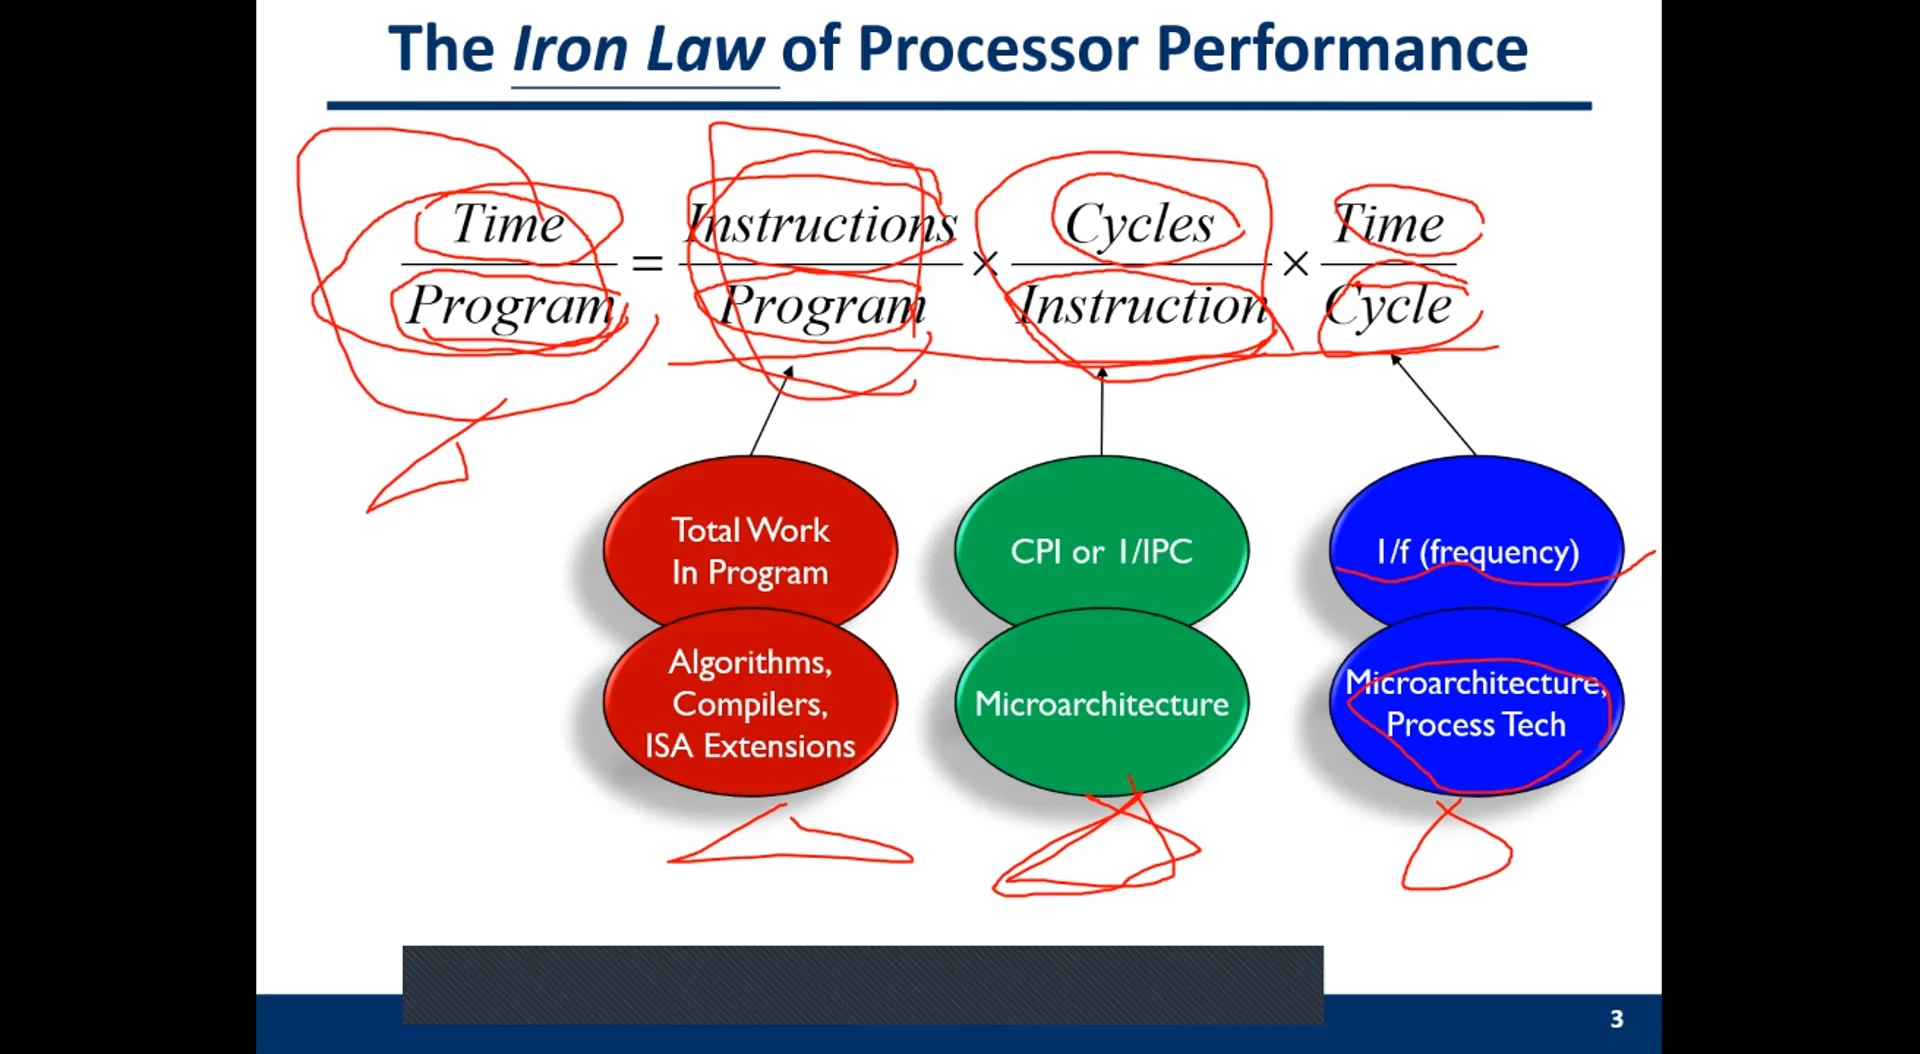 The Iron Law of Processor Performance
Time = Instructions × Cycles × Time
Program Program Instruction Cycle
Total Work
In Program
CPI or 1/IPC
1/f (frequency)
Algorithms,
Compilers,
ISA Extensions
Microarchitecture
Microarchitecture,
Process Tech
3